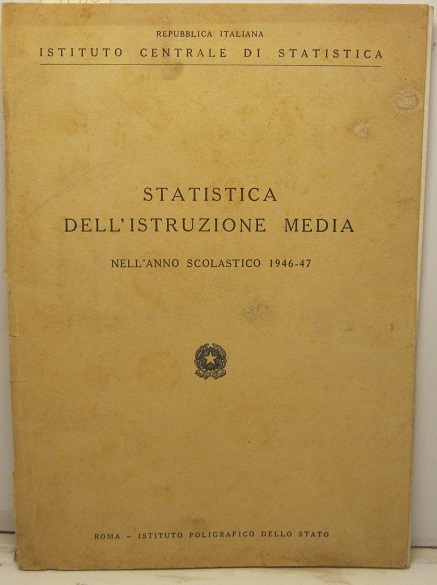 REPUBBLICA ITALIANA
ISTITUTO CENTRALE DI STATISTICA
STATISTICA
DELL'ISTRUZIONE MEDIA
NELL'ANNO SCOLASTICO 1946-47
ROMA - ISTITUTO POLIGRAFICO DELLO STATO